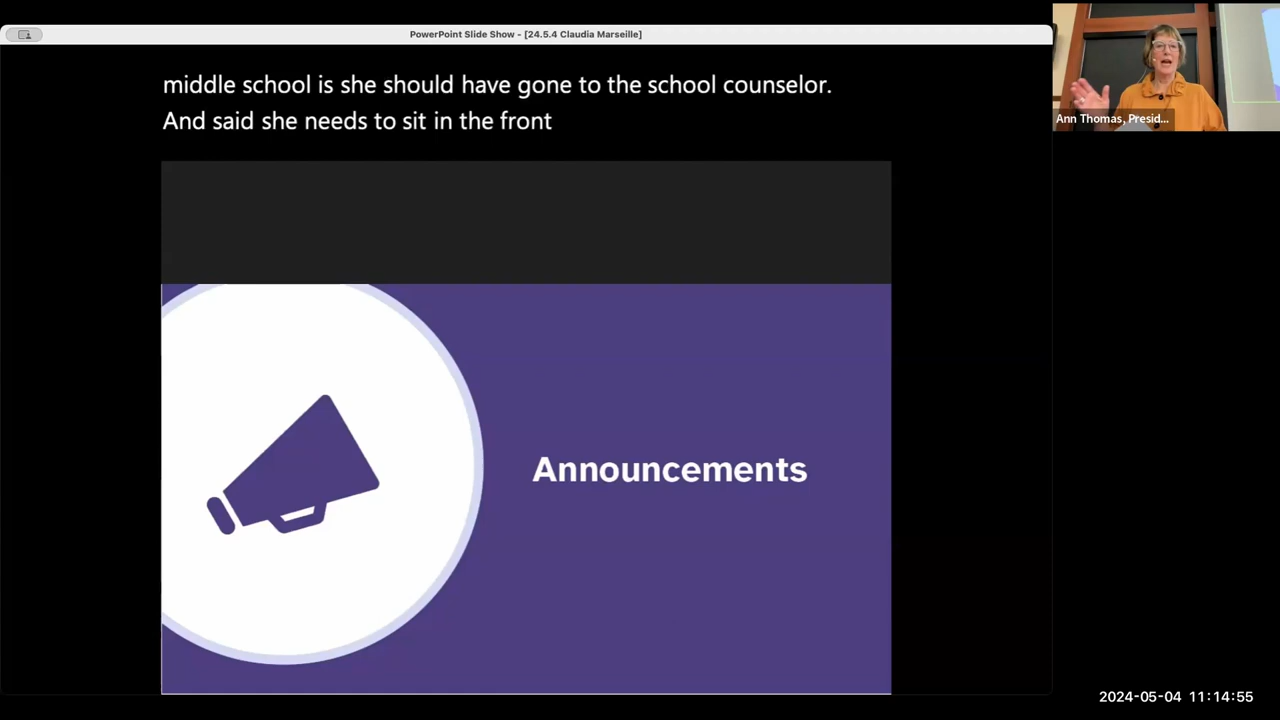 PowerPoint Slide Show - [24.5.4 Claudia Marseille]
middle school is she should have gone to the school counselor.
And said she needs to sit in the front
Ann Thomas, Presid...
Announcements
2024-05-04 11:14:55